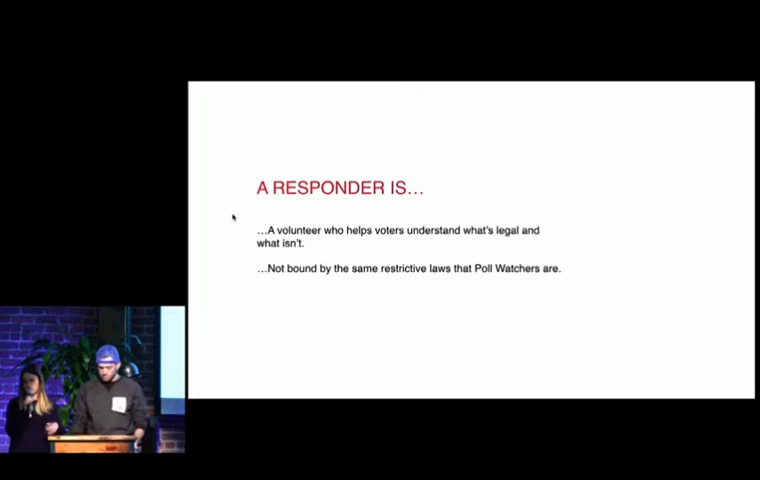 A RESPONDER IS…
…A volunteer who helps voters understand what's legal and
what isn't.
…Not bound by the same restrictive laws that Poll Watchers are.